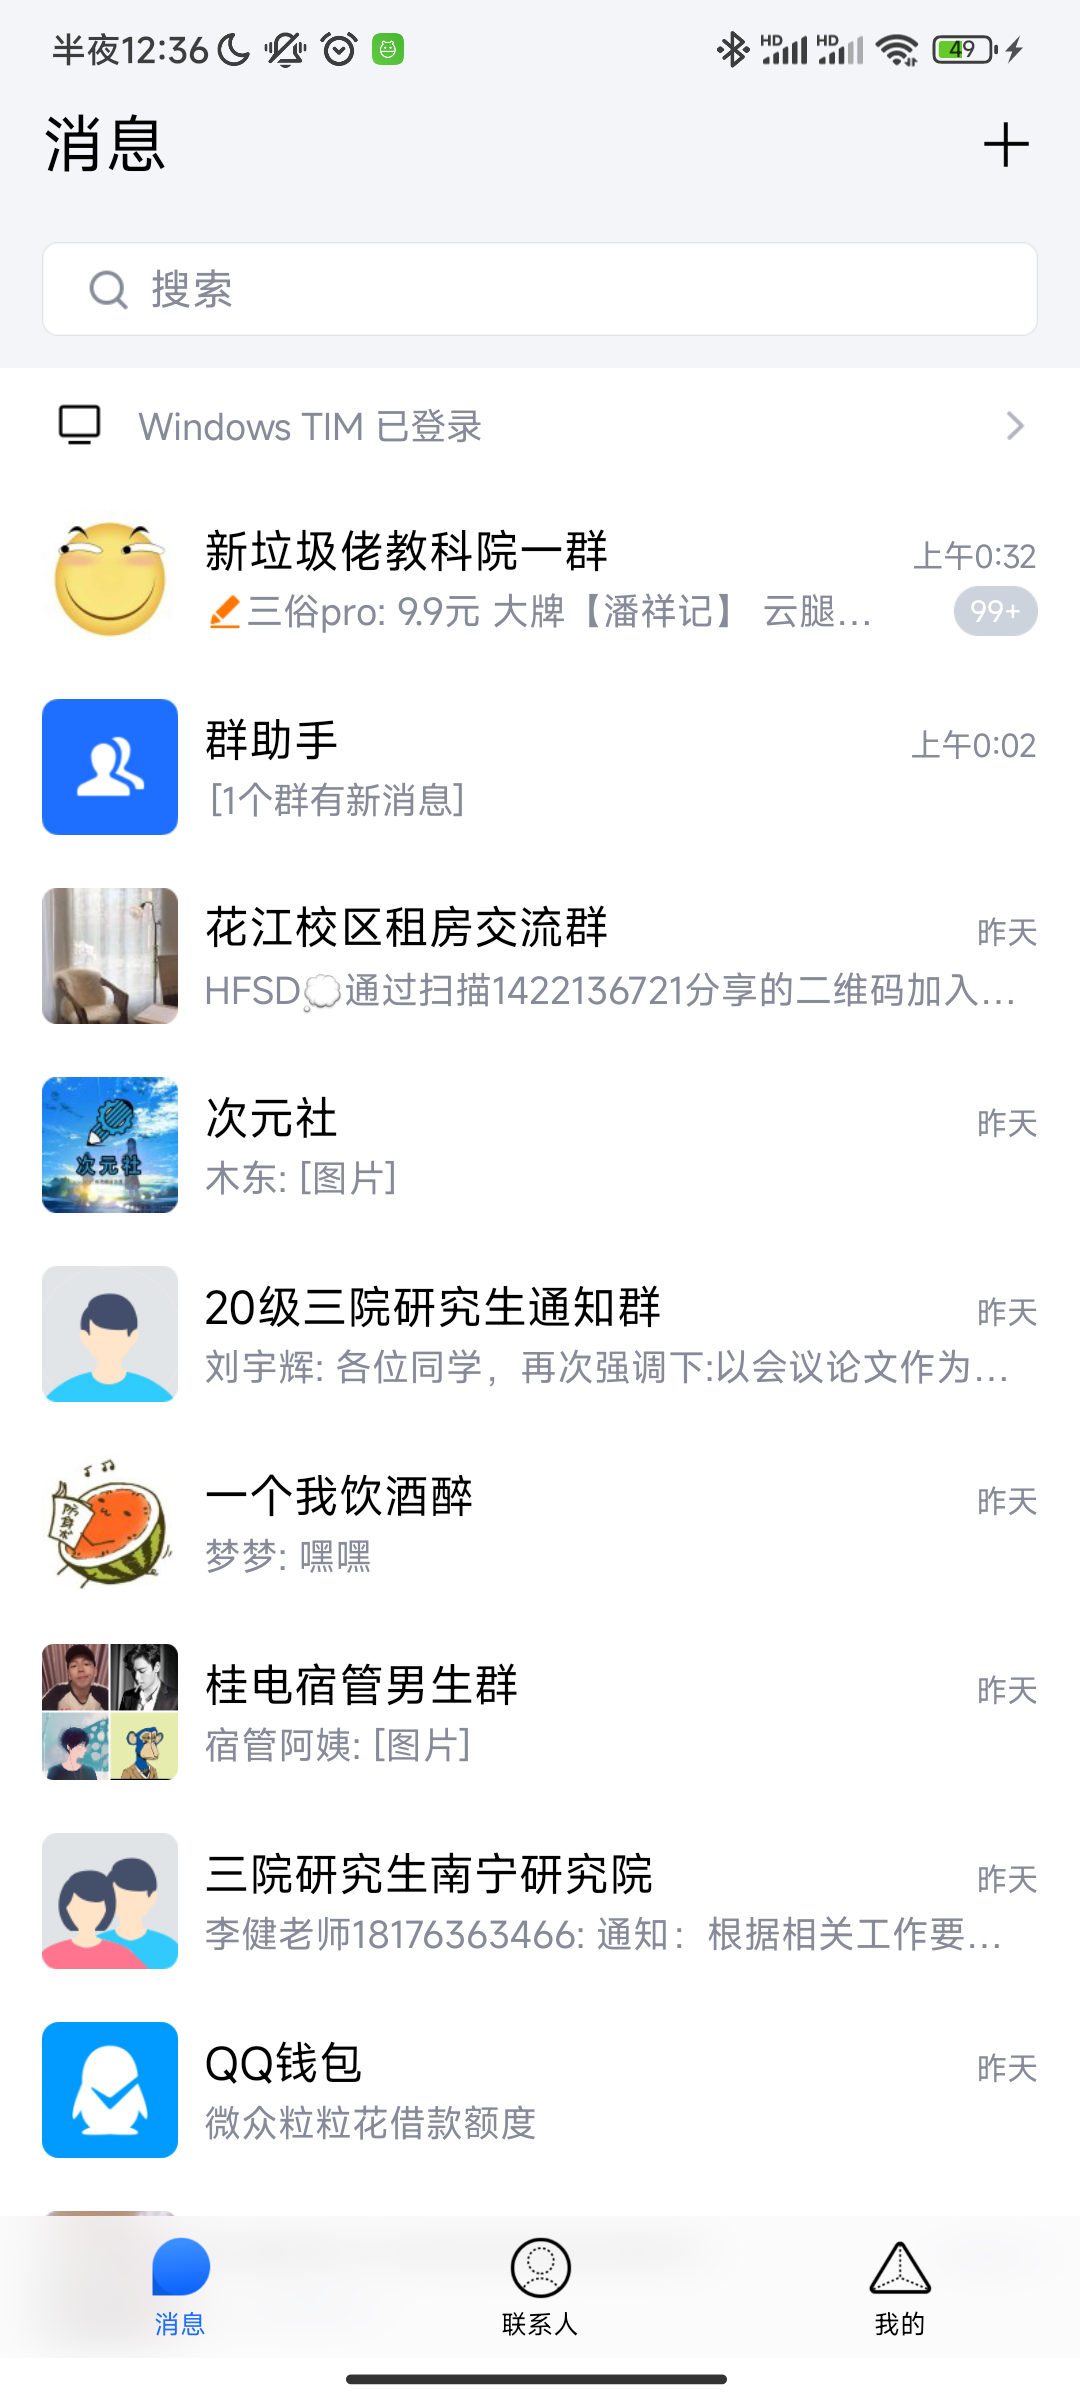 半夜12:36
HD HD 49
消息
搜索
Windows TIM 已登录
新垃圾佬教科院一群 上午0:32
三俗pro: 9.9元 大牌【潘祥记】 云腿... 99+
群助手 上午0:02
[1个群有新消息]
花江校区租房交流群 昨天
HFSD💭通过扫描1422136721分享的二维码加入...
次元社
次元社 昨天
木东: [图片]
20级三院研究生通知群 昨天
刘宇辉: 各位同学，再次强调下:以会议论文作为...
防身术
一个我饮酒醉 昨天
梦梦: 嘿嘿
桂电宿管男生群 昨天
宿管阿姨: [图片]
三院研究生南宁研究院 昨天
李健老师18176363466: 通知：根据相关工作要...
QQ钱包 昨天
微众粒粒花借款额度
消息 联系人 我的